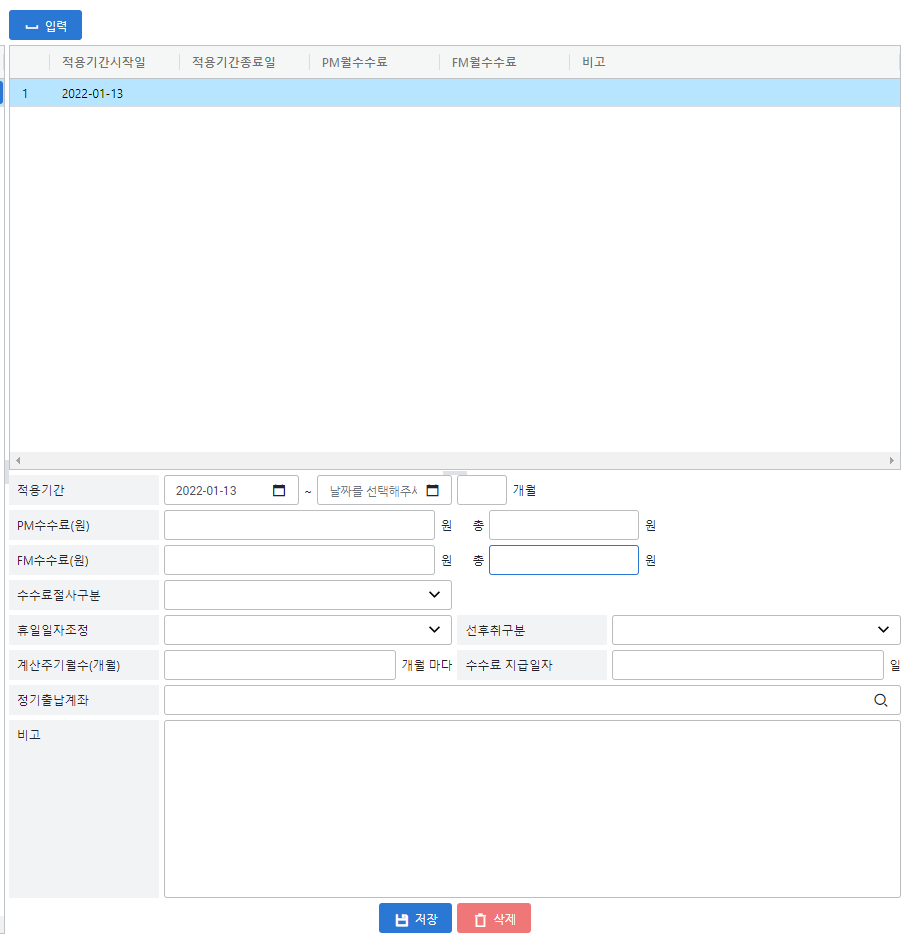 입력
적용기간시작일 적용기간종료일 PM월수수료 FM월수수료 비고
1 2022-01-13
적용기간 2022-01-13 ~ 날짜를 선택해주시 개월
PM수수료(원) 원 총 원
FM수수료(원) 원 총 원
수수료절사구분
휴일일자조정 선후취구분
계산주기월수(개월) 개월 마다 수수료 지급일자 일
정기출납계좌
비고
저장 삭제